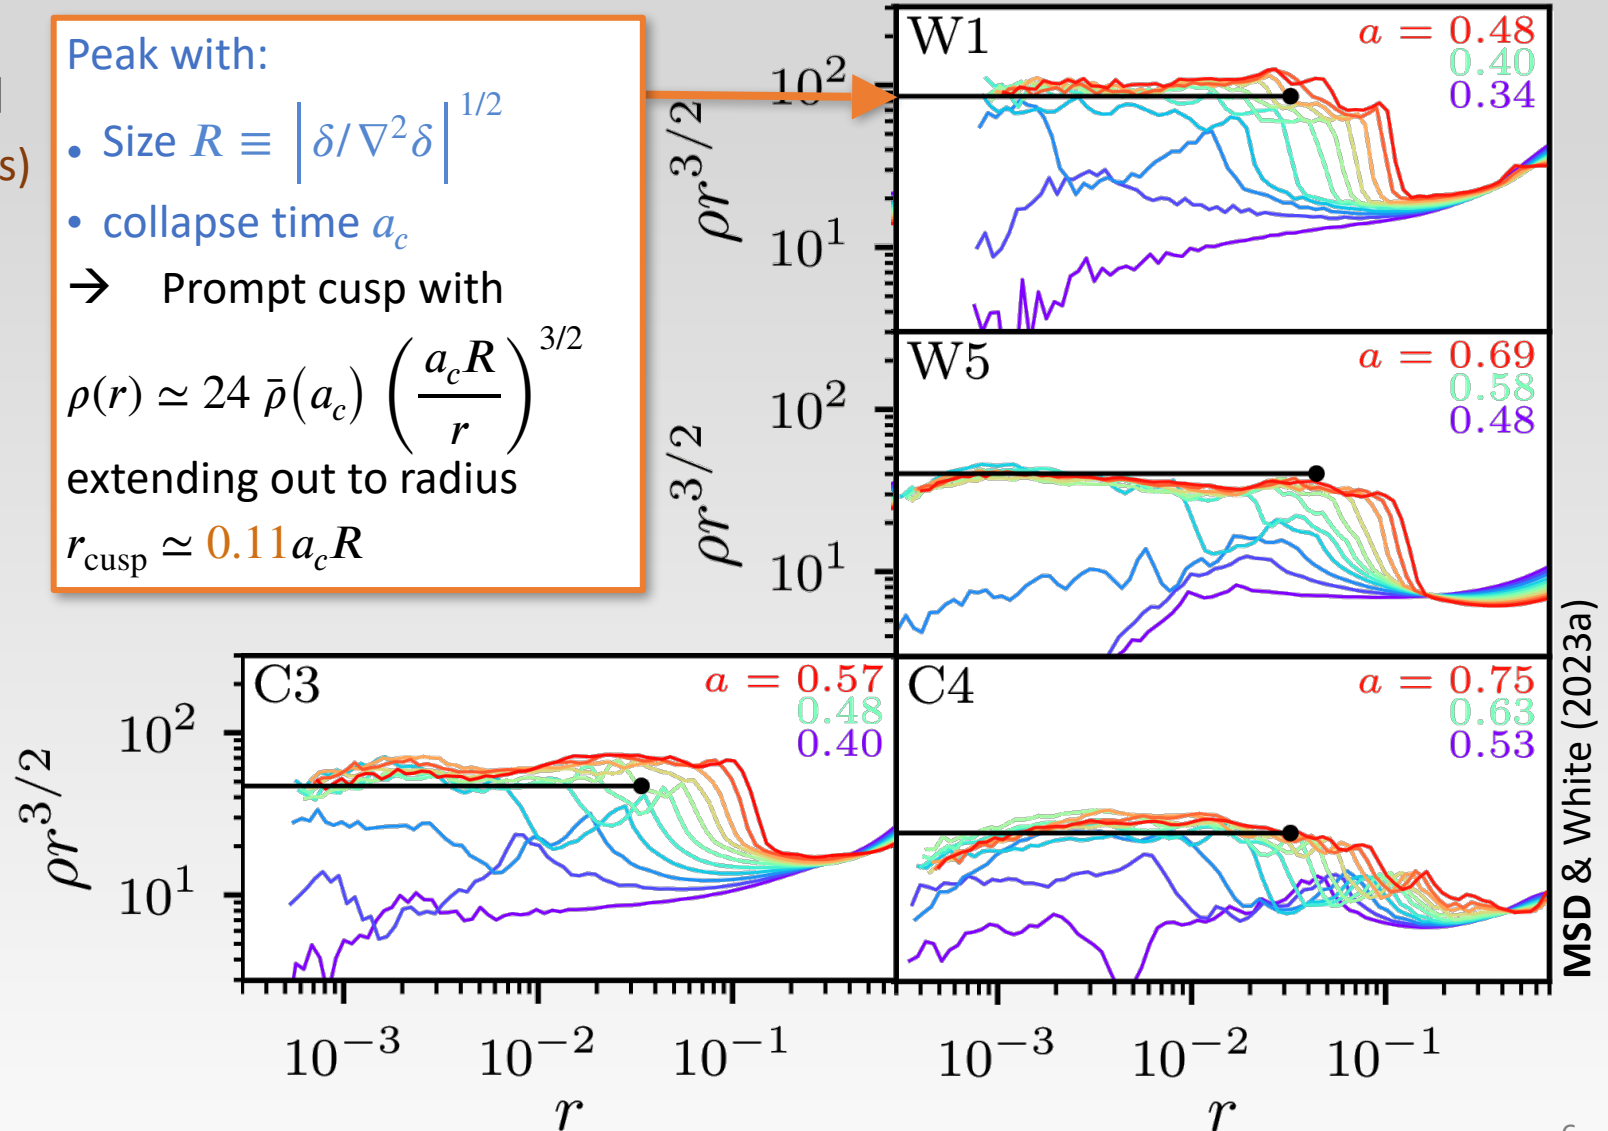 s)
Peak with:
• Size R ≡ |δ/∇²δ|^{1/2}
• collapse time a_c
→ Prompt cusp with
ρ(r) ≃ 24 ρ̄(a_c) (a_cR/r)^{3/2}
extending out to radius
r_cusp ≃ 0.11a_cR
W1
a = 0.48
0.40
0.34
10²
10¹
ρr^{3/2}
W5
a = 0.69
0.58
0.48
10²
10¹
ρr^{3/2}
C3
a = 0.57
0.48
0.40
10²
10¹
ρr^{3/2}
10⁻³ 10⁻² 10⁻¹
r
C4
a = 0.75
0.63
0.53
10⁻³ 10⁻² 10⁻¹
r
MSD & White (2023a)